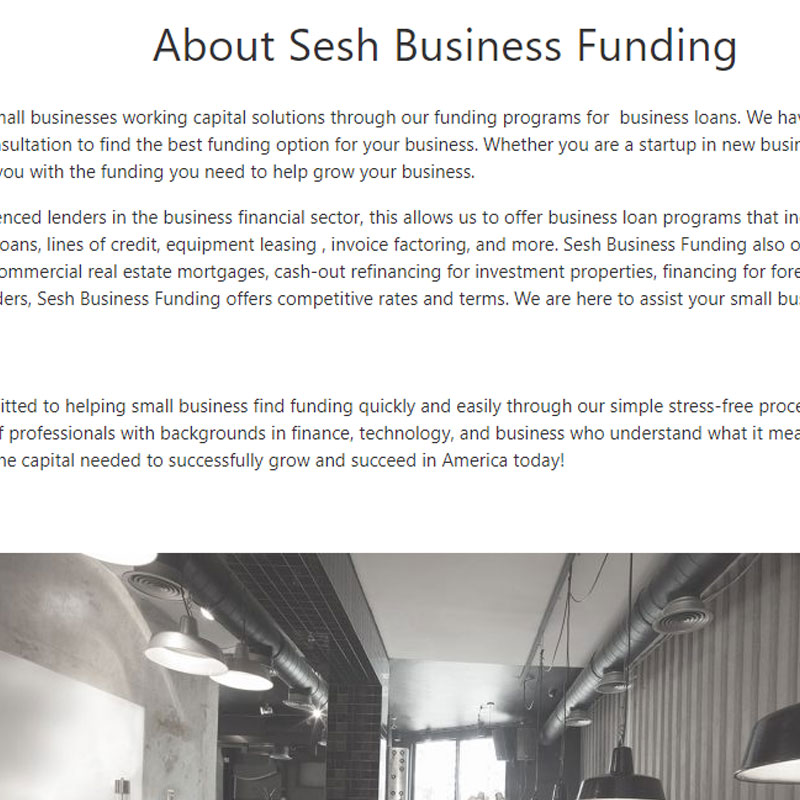 About Sesh Business Funding
mall businesses working capital solutions through our funding programs for  business loans. We hav
nsultation to find the best funding option for your business. Whether you are a startup in new busin
you with the funding you need to help grow your business.
enced lenders in the business financial sector, this allows us to offer business loan programs that in
oans, lines of credit, equipment leasing , invoice factoring, and more. Sesh Business Funding also o
ommercial real estate mortgages, cash-out refinancing for investment properties, financing for fore
ders, Sesh Business Funding offers competitive rates and terms. We are here to assist your small bus
itted to helping small business find funding quickly and easily through our simple stress-free proce
f professionals with backgrounds in finance, technology, and business who understand what it mea
he capital needed to successfully grow and succeed in America today!